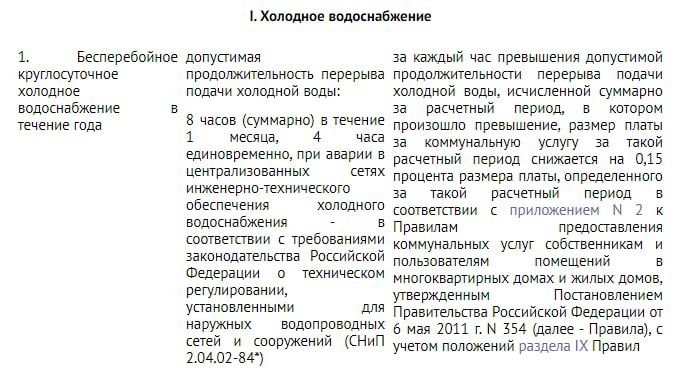 I. Холодное водоснабжение
1. Бесперебойное
круглосуточное
холодное
водоснабжение в
течение года
допустимая
продолжительность перерыва
подачи холодной воды:
8 часов (суммарно) в течение
1 месяца, 4 часа
единовременно, при аварии в
централизованных сетях
инженерно-технического
обеспечения холодного
водоснабжения - в
соответствии с требованиями
законодательства Российской
Федерации о техническом
регулировании,
установленными для
наружных водопроводных
сетей и сооружений (СНиП
2.04.02-84*)
за каждый час превышения допустимой
продолжительности перерыва подачи
холодной воды, исчисленной суммарно
за расчетный период, в котором
произошло превышение, размер платы
за коммунальную услугу за такой
расчетный период снижается на 0,15
процента размера платы, определенного
за такой расчетный период в
соответствии с приложением N 2 к
Правилам предоставления
коммунальных услуг собственникам и
пользователям помещений в
многоквартирных домах и жилых домов,
утвержденным Постановлением
Правительства Российской Федерации от
6 мая 2011 г. N 354 (далее - Правила), с
учетом положений раздела IX Правил